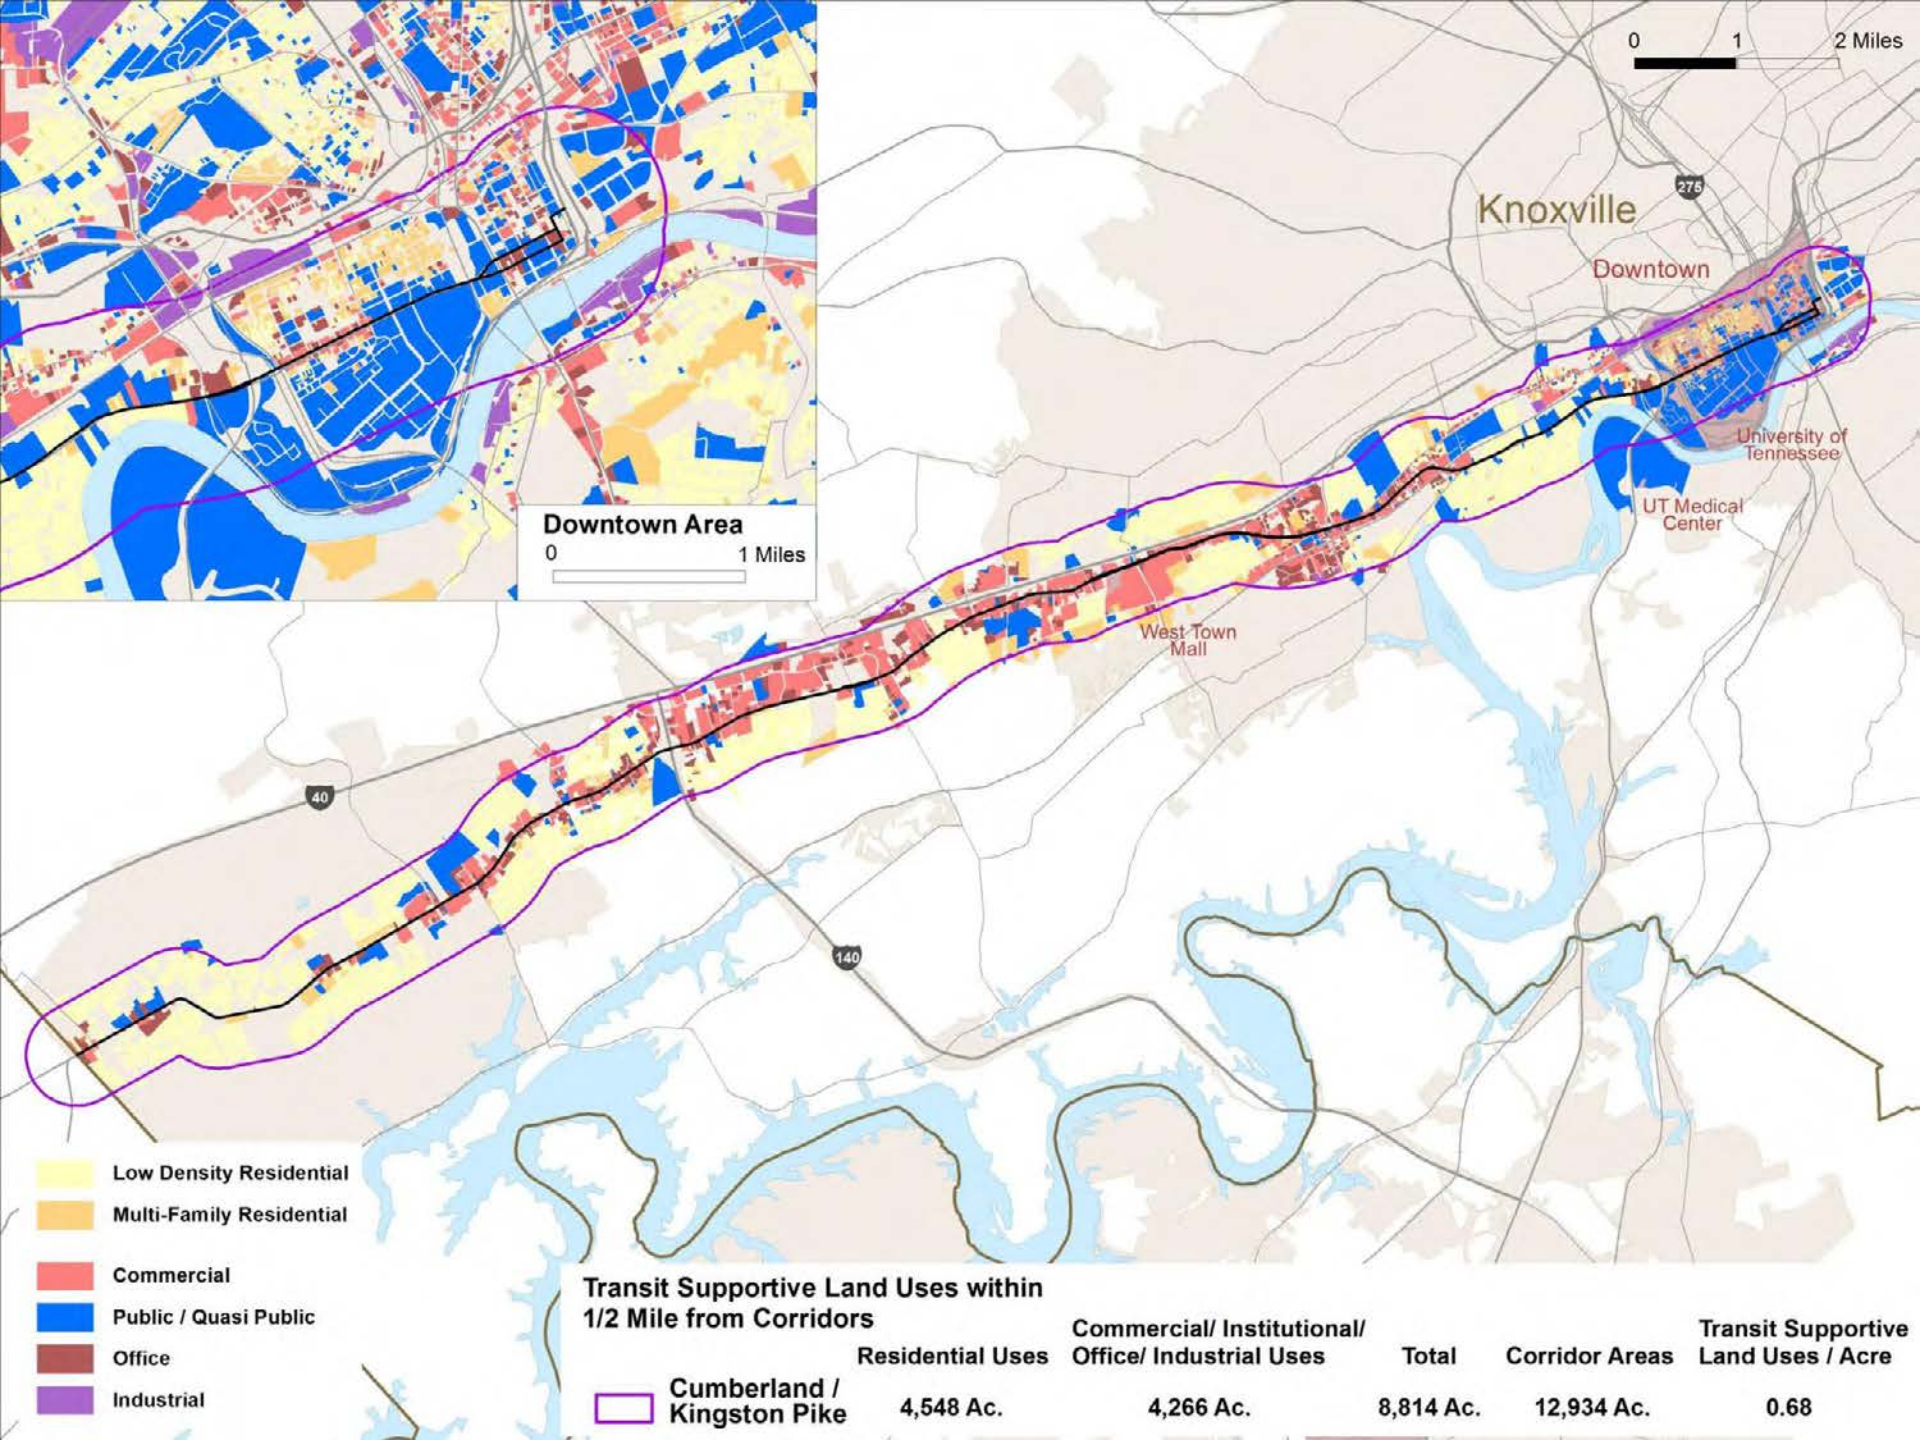 0 1 2 Miles
275
Knoxville
Downtown
University of
Tennessee
UT Medical
Center
Downtown Area
0 1 Miles
West Town
Mall
40
140
Low Density Residential
Multi-Family Residential
Commercial
Public / Quasi Public
Office
Industrial
Transit Supportive Land Uses within
1/2 Mile from Corridors
Residential Uses
Commercial/ Institutional/
Office/ Industrial Uses
Total
Corridor Areas
Transit Supportive
Land Uses / Acre
Cumberland /
Kingston Pike
4,548 Ac.
4,266 Ac.
8,814 Ac.
12,934 Ac.
0.68